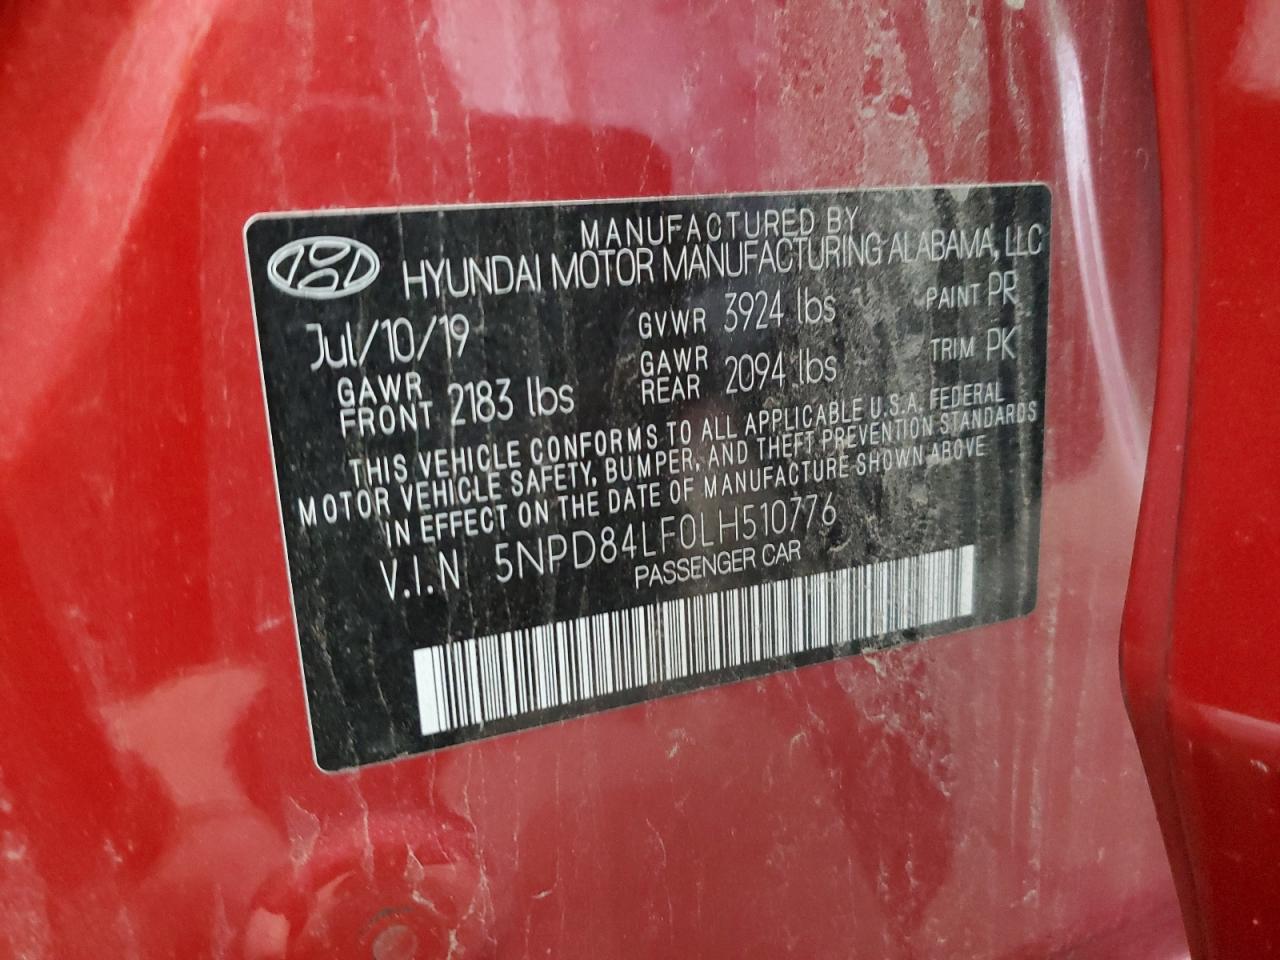 MANUFACTURED BY
HYUNDAI MOTOR MANUFACTURING ALABAMA, LLC
Jul/10/19 GVWR 3924 lbs PAINT PR
GAWR FRONT 2183 lbs GAWR REAR 2094 lbs TRIM PK
THIS VEHICLE CONFORMS TO ALL APPLICABLE U.S.A. FEDERAL
MOTOR VEHICLE SAFETY, BUMPER, AND THEFT PREVENTION STANDARDS
IN EFFECT ON THE DATE OF MANUFACTURE SHOWN ABOVE
V.I.N 5NPD84LF0LH510776
PASSENGER CAR